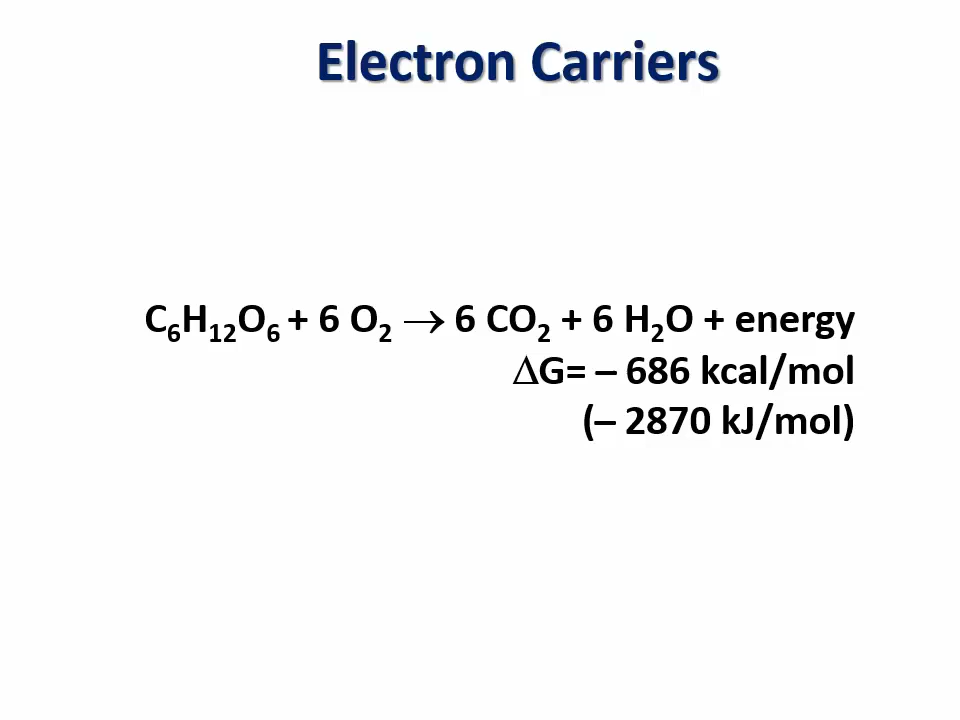 Electron Carriers
C₆H₁₂O₆ + 6 O₂ → 6 CO₂ + 6 H₂O + energy
ΔG= – 686 kcal/mol
(– 2870 kJ/mol)